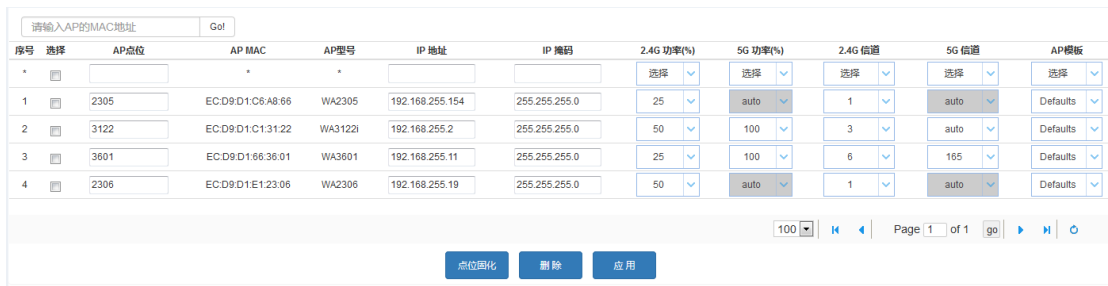 请输入AP的MAC地址 Go!
序号 选择 AP点位 AP MAC AP型号 IP 地址 IP 掩码 2.4G 功率(%) 5G 功率(%) 2.4G 信道 5G 信道 AP模板
* * * 选择 选择 选择 选择 选择
1 2305 EC:D9:D1:C6:A8:66 WA2305 192.168.255.154 255.255.255.0 25 auto 1 auto Defaults
2 3122 EC:D9:D1:C1:31:22 WA3122i 192.168.255.2 255.255.255.0 50 100 3 auto Defaults
3 3601 EC:D9:D1:66:36:01 WA3601 192.168.255.11 255.255.255.0 25 100 6 165 Defaults
4 2306 EC:D9:D1:E1:23:06 WA2306 192.168.255.19 255.255.255.0 50 auto 1 auto Defaults
100 Page 1 of 1 go
点位固化 删 除 应 用